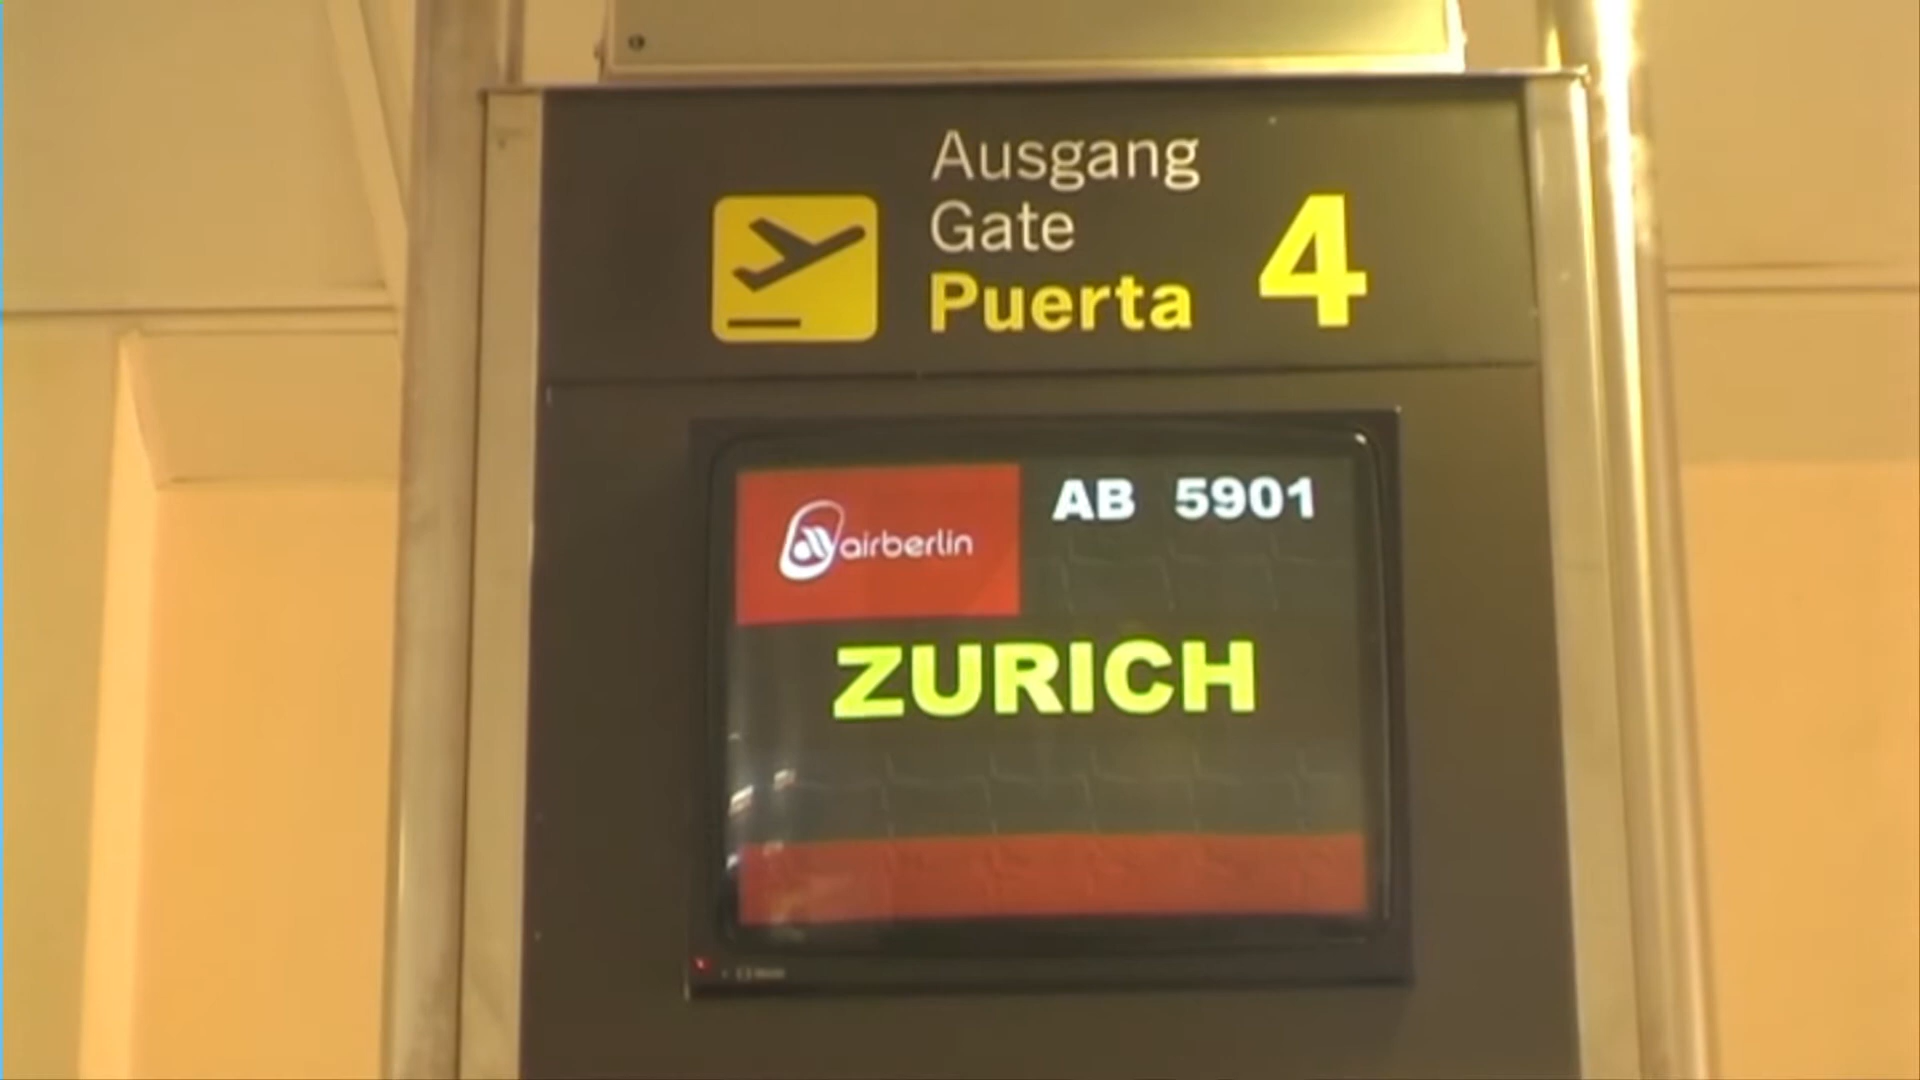 Ausgang
Gate
Puerta
4
airberlin
AB 5901
ZURICH